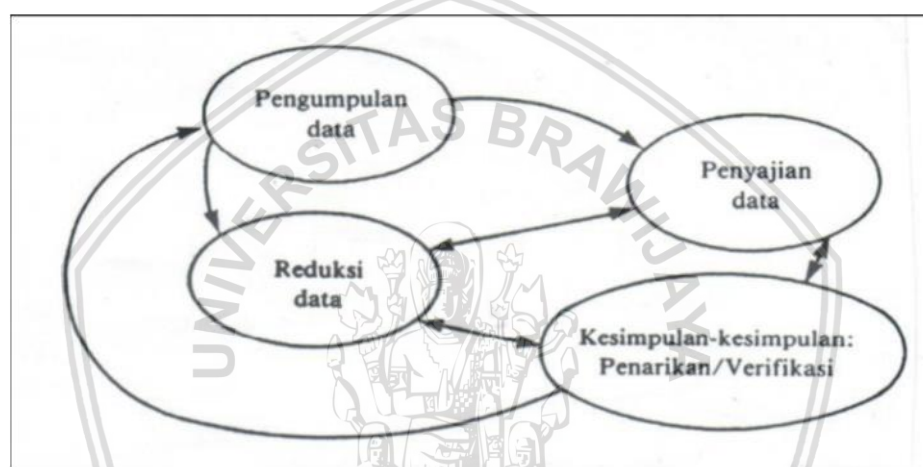 Pengumpulan
data
Penyajian
data
Reduksi
data
Kesimpulan-kesimpulan:
Penarikan/Verifikasi
UNIVERSITAS BRAWIJAYA